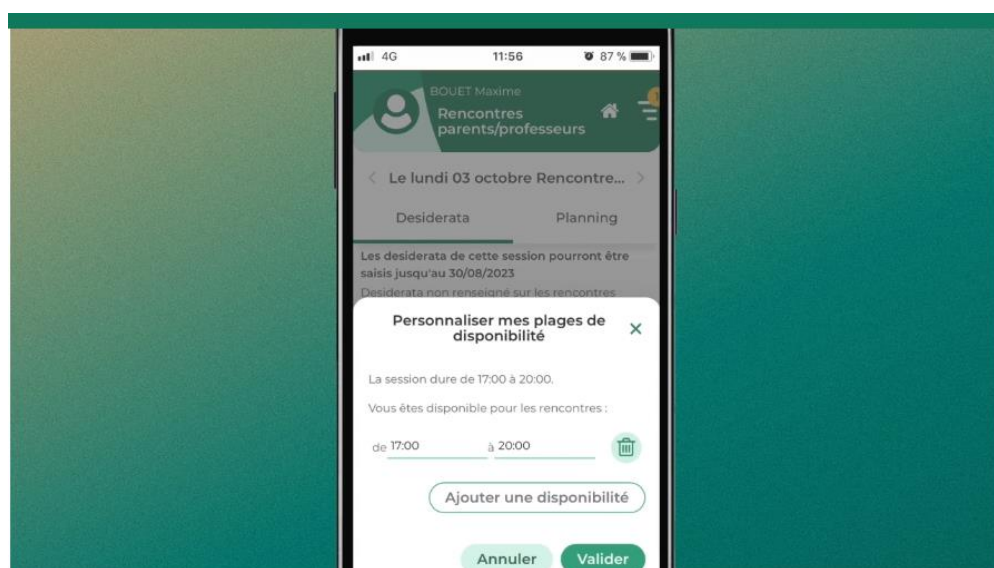 4G 11:56 87 %
BOUET Maxime
Rencontres
parents/professeurs
Le lundi 03 octobre Rencontre...
Desiderata Planning
Les desiderata de cette session pourront être
saisis jusqu'au 30/08/2023
Desiderata non renseigné sur les rencontres
Personnaliser mes plages de
disponibilité
La session dure de 17:00 à 20:00.
Vous êtes disponible pour les rencontres :
de 17:00 à 20:00
Ajouter une disponibilité
Annuler Valider